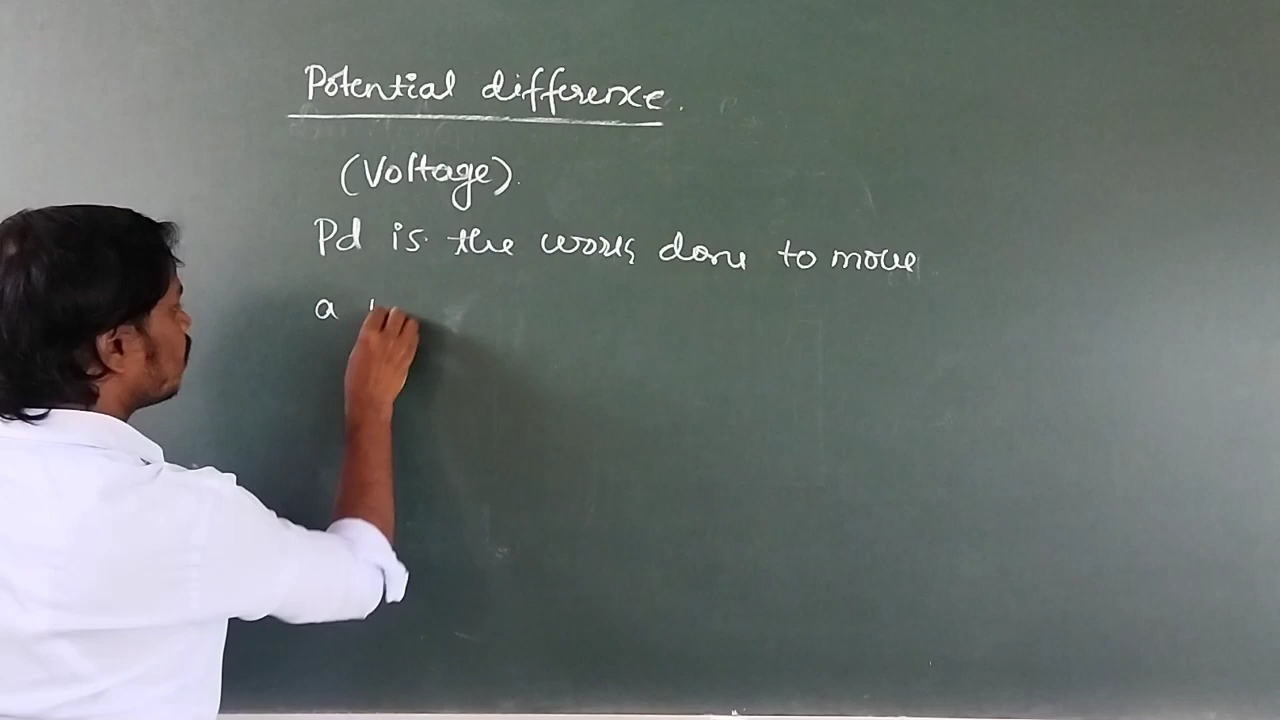 Potential difference.
(Voltage).
Pd is the work done to move
a